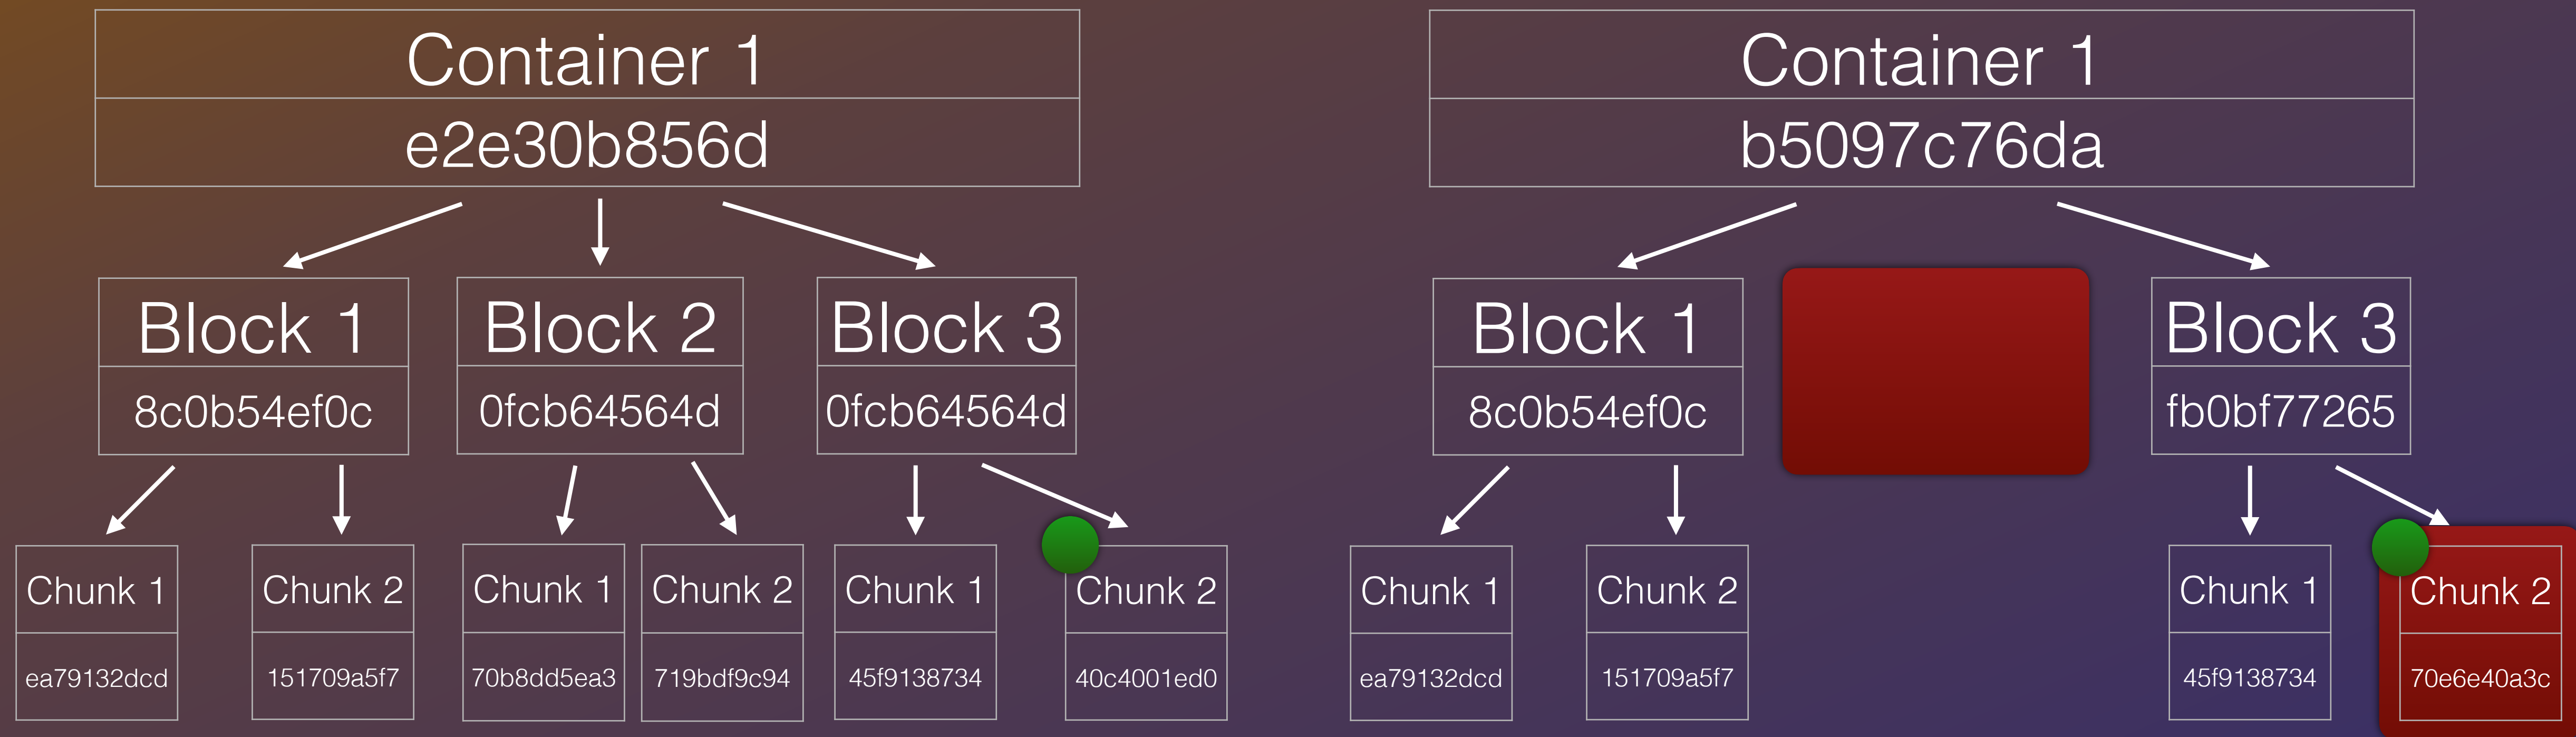 Container 1
e2e30b856d
Block 1
8c0b54ef0c
Block 2
0fcb64564d
Block 3
0fcb64564d
Chunk 1
ea79132dcd
Chunk 2
151709a5f7
Chunk 1
70b8dd5ea3
Chunk 2
719bdf9c94
Chunk 1
45f9138734
Chunk 2
40c4001ed0
Container 1
b5097c76da
Block 1
8c0b54ef0c
Block 3
fb0bf77265
Chunk 1
ea79132dcd
Chunk 2
151709a5f7
Chunk 1
45f9138734
Chunk 2
70e6e40a3c